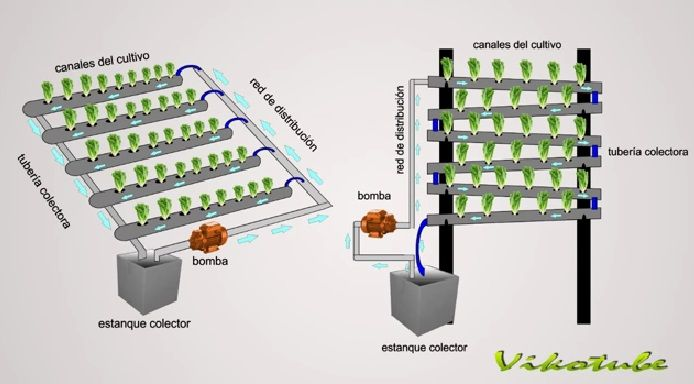 canales del cultivo
red de distribución
tubería colectora
bomba
estanque colector
canales del cultivo
red de distribución
tubería colectora
bomba
estanque colector
Vikotube